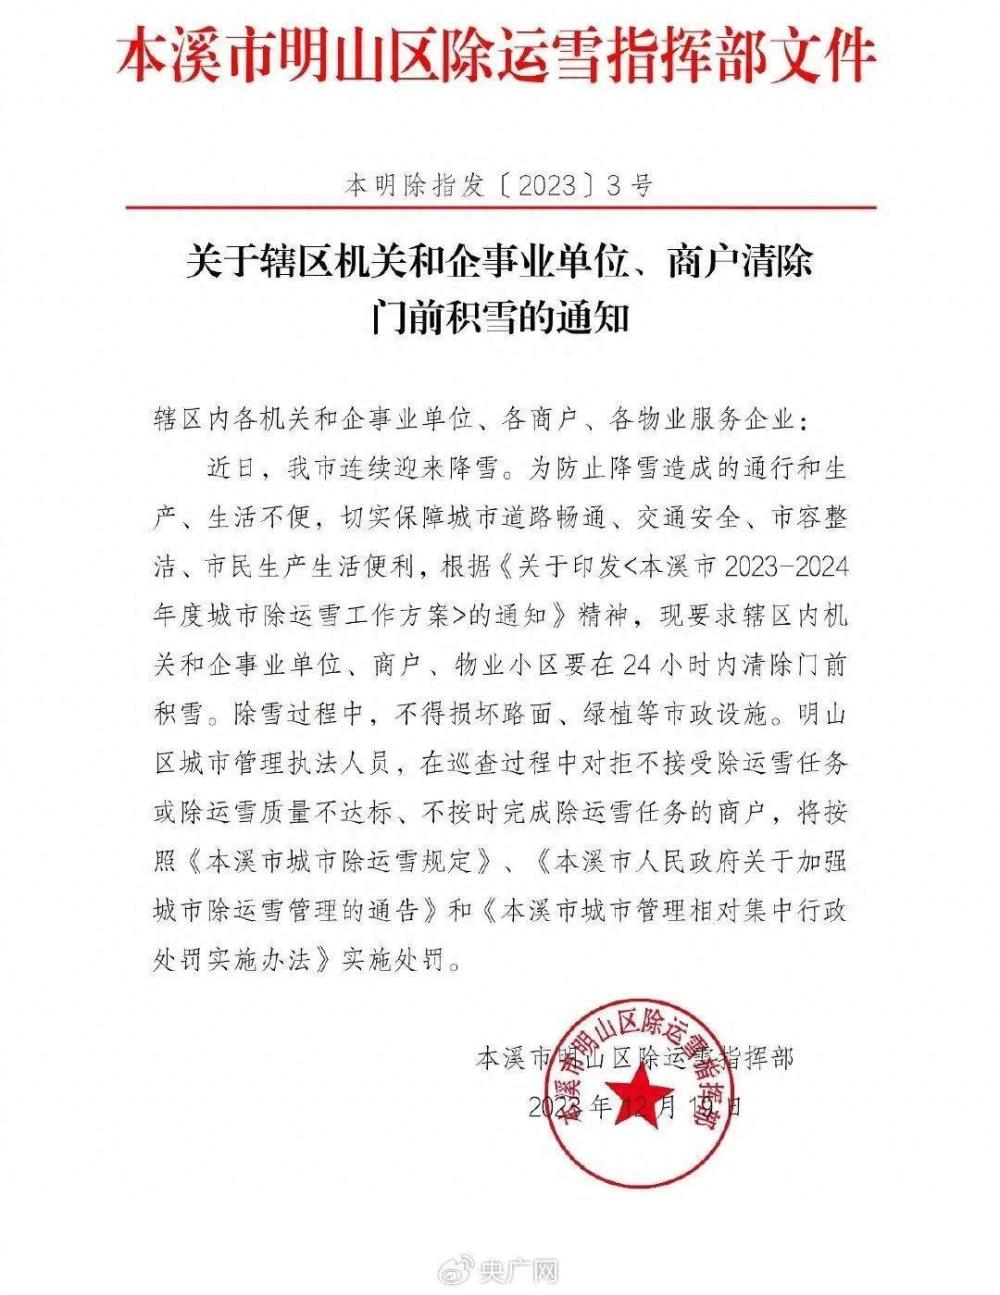 本溪市明山区除运雪指挥部文件
本明除指发〔2023〕3号
关于辖区机关和企事业单位、商户清除
门前积雪的通知
辖区内各机关和企事业单位、各商户、各物业服务企业：
近日，我市连续迎来降雪。为防止降雪造成的通行和生
产、生活不便，切实保障城市道路畅通、交通安全、市容整
洁、市民生产生活便利，根据《关于印发<本溪市2023-2024
年度城市除运雪工作方案>的通知》精神，现要求辖区内机
关和企事业单位、商户、物业小区要在24小时内清除门前
积雪。除雪过程中，不得损坏路面、绿植等市政设施。明山
区城市管理执法人员，在巡查过程中对拒不接受除运雪任务
或除运雪质量不达标、不按时完成除运雪任务的商户，将按
照《本溪市城市除运雪规定》、《本溪市人民政府关于加强
城市除运雪管理的通告》和《本溪市城市管理相对集中行政
处罚实施办法》实施处罚。
本溪市明山区除运雪指挥部
2023年12月19日
本溪市明山区除运雪指挥部
央广网